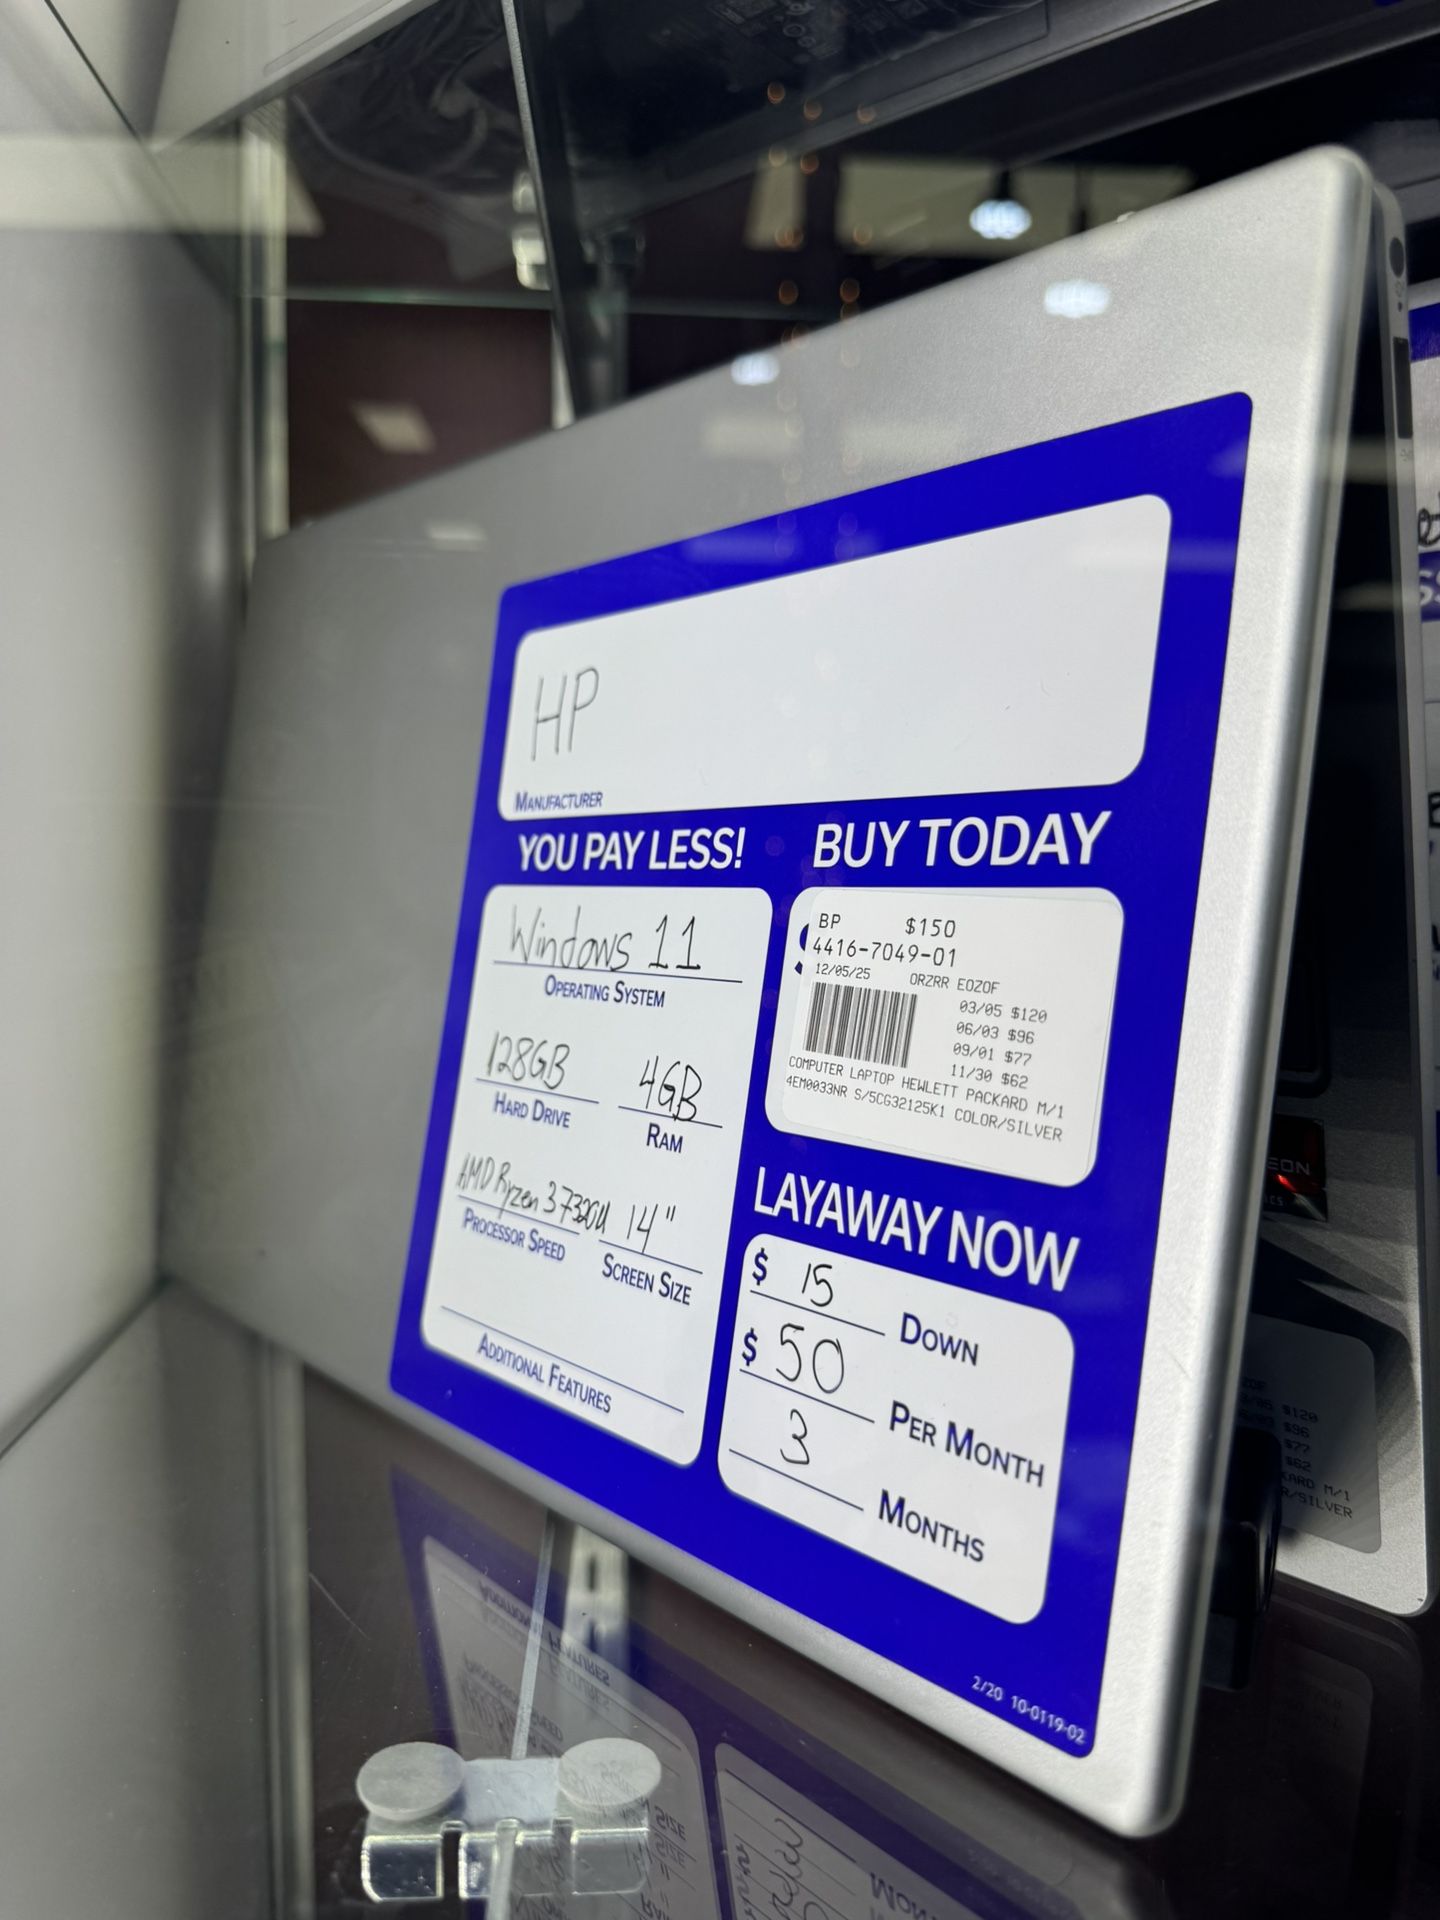 HP
MANUFACTURER
YOU PAY LESS!
Windows 11
OPERATING SYSTEM
128GB 4GB
HARD DRIVE RAM
AMD Ryzen 3 7320U 14"
PROCESSOR SPEED SCREEN SIZE
ADDITIONAL FEATURES
BUY TODAY
BP $150
4416-7049-01
12/05/25 ORZRR EOZOF
03/05 $120
06/03 $96
09/01 $77
11/30 $62
COMPUTER LAPTOP HEWLETT PACKARD M/1
4EM0033NR S/5CG32125K1 COLOR/SILVER
LAYAWAY NOW
$ 15 DOWN
$ 50 PER MONTH
3 MONTHS
2/20 10-0119-02